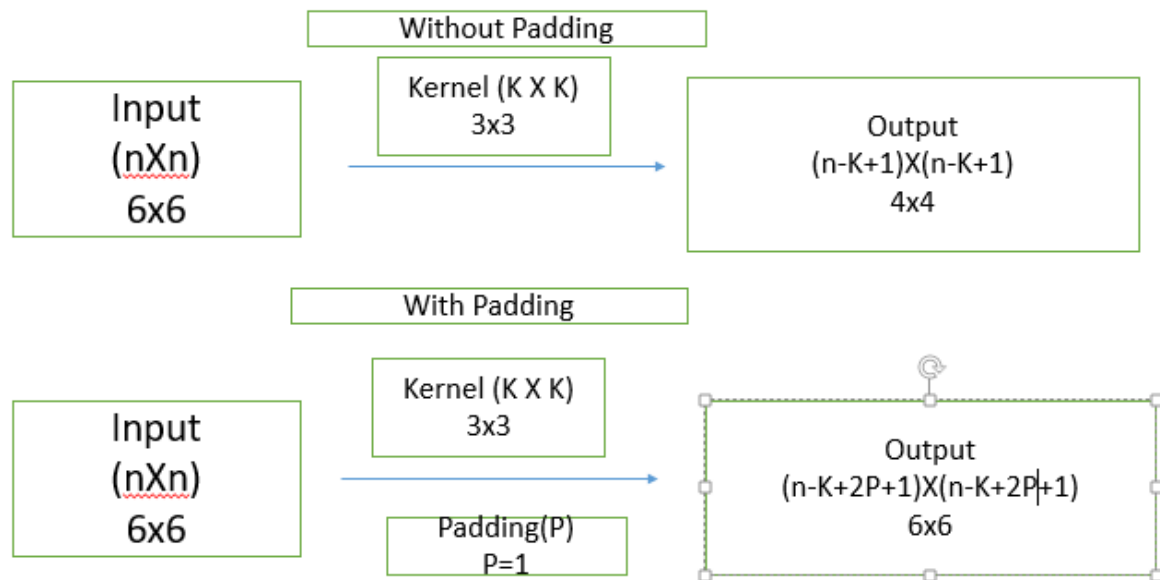 Without Padding
Input
(nXn)
6x6
Kernel (K X K)
3x3
Output
(n-K+1)X(n-K+1)
4x4
With Padding
Input
(nXn)
6x6
Kernel (K X K)
3x3
Padding(P)
P=1
Output
(n-K+2P+1)X(n-K+2P+1)
6x6